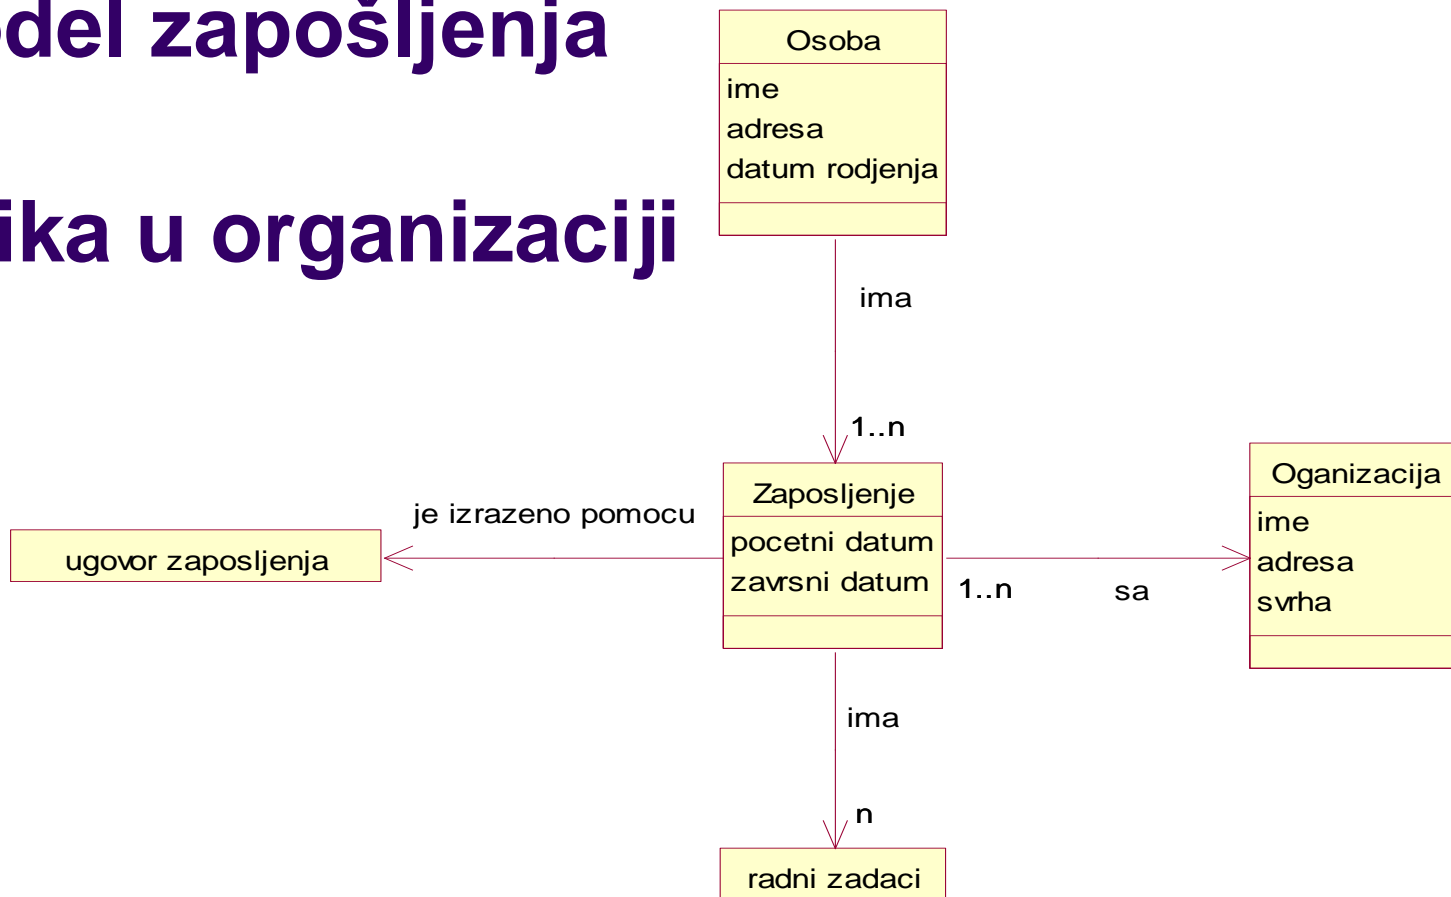 del zapošljenja
ika u organizaciji
Osoba
ime
adresa
datum rodjenja
ima
1..n
Zaposljenje
pocetni datum
zavrsni datum
je izrazeno pomocu
ugovor zaposljenja
1..n
sa
Oganizacija
ime
adresa
svrha
ima
n
radni zadaci